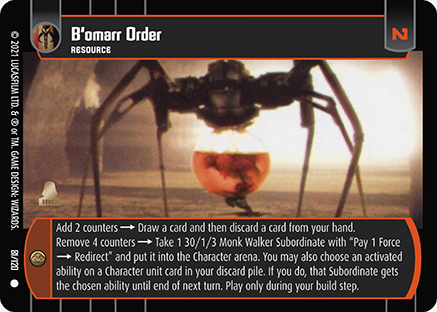 B'omarr Order
RESOURCE
N
© 2021 LUCASFILM LTD. & ® or TM. GAME DESIGN: WIZARDS.
Add 2 counters → Draw a card and then discard a card from your hand.
Remove 4 counters → Take 1 30/1/3 Monk Walker Subordinate with “Pay 1 Force
→ Redirect” and put it into the Character arena. You may also choose an activated
ability on a Character unit card in your discard pile. If you do, that Subordinate gets
the chosen ability until end of next turn. Play only during your build step.